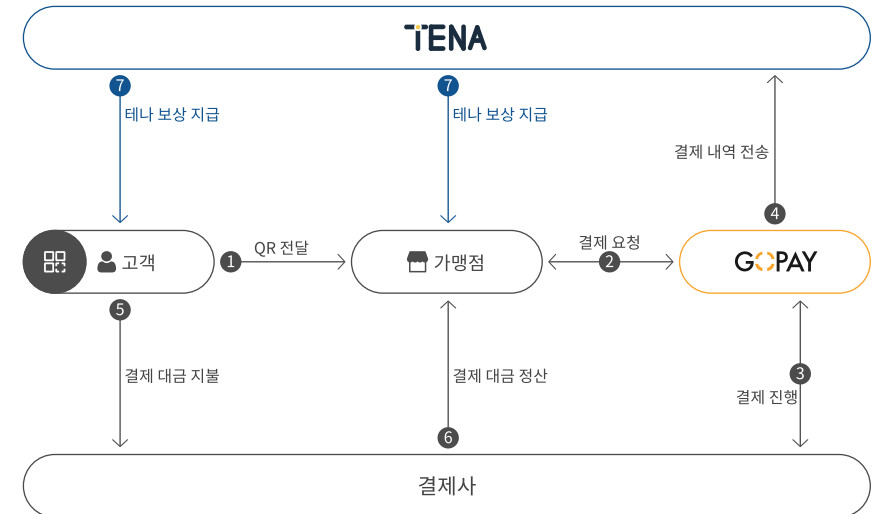 TENA
7
7
테나 보상 지급
테나 보상 지급
결제 내역 전송
4
고객
1
QR 전달
가맹점
결제 요청
2
GOPAY
5
결제 대금 지불
결제 대금 정산
6
3
결제 진행
결제사